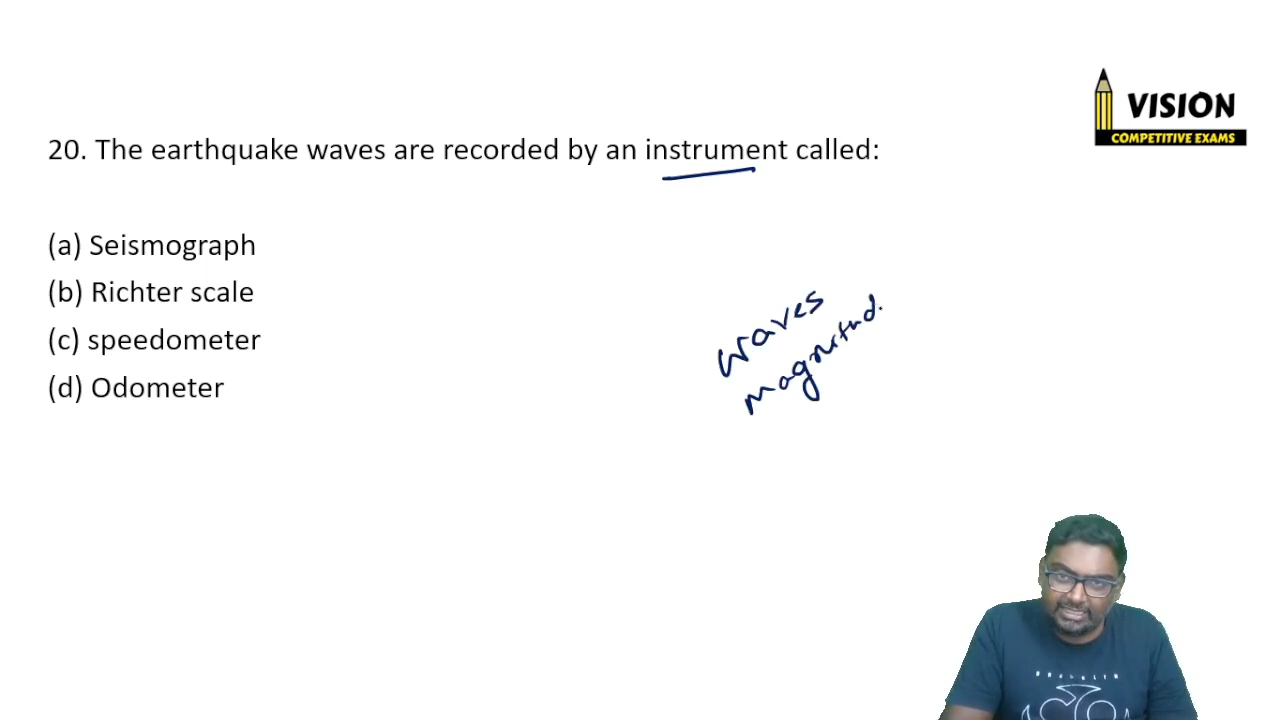 VISION
COMPETITIVE EXAMS
20. The earthquake waves are recorded by an instrument called:
(a) Seismograph
(b) Richter scale
(c) speedometer
(d) Odometer
waves
magnitud.